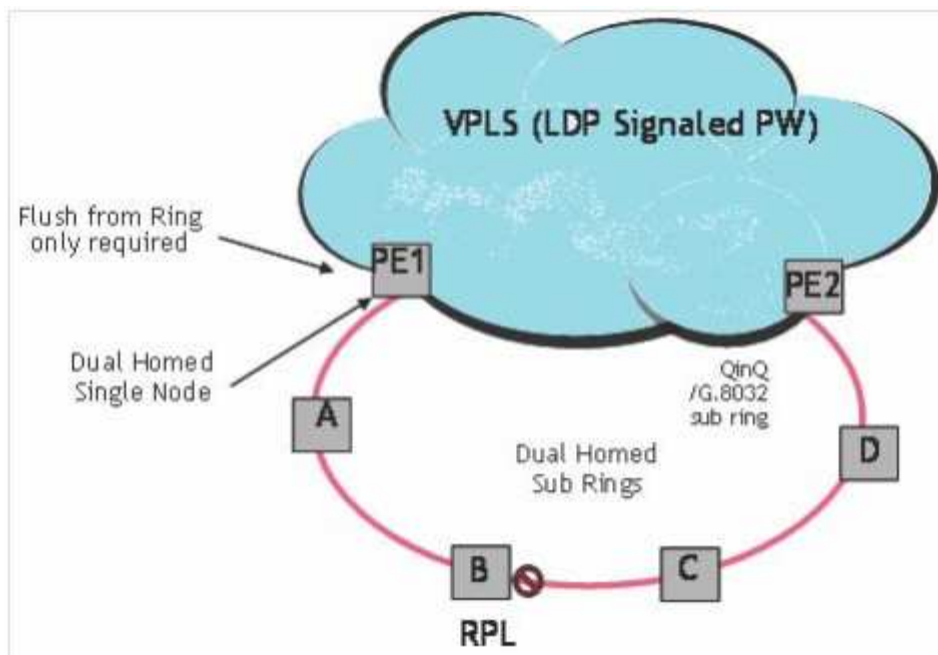 VPLS (LDP Signaled PW)
Flush from Ring
only required
PE1
PE2
Dual Homed
Single Node
QinQ
/G.8032
sub ring
A
D
Dual Homed
Sub Rings
B
C
RPL